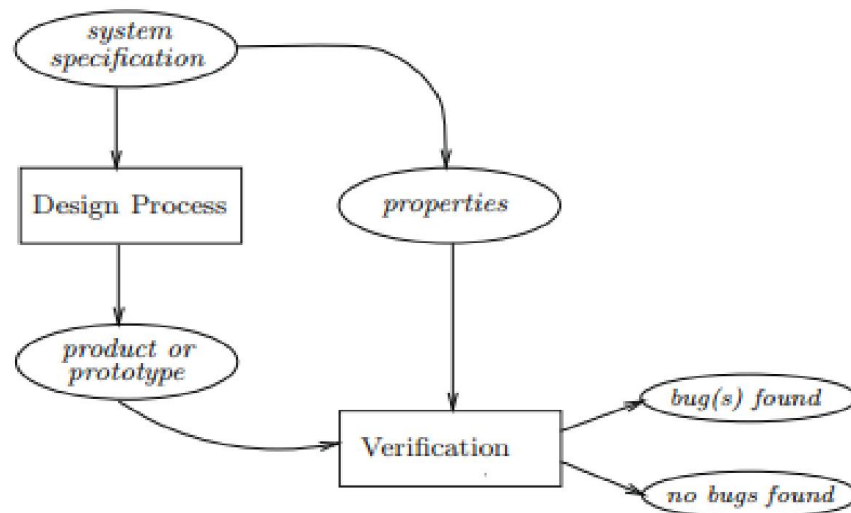 system
specification
Design Process
properties
product or
prototype
Verification
bug(s) found
no bugs found